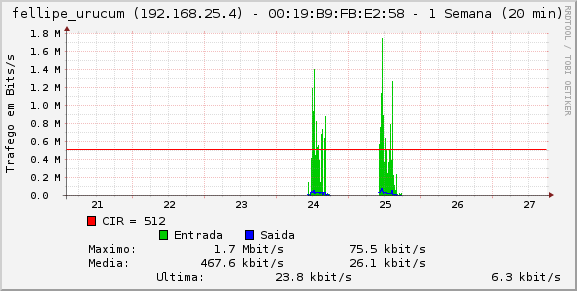 fellipe_urucum (192.168.25.4) - 00:19:B9:FB:E2:58 - 1 Semana (20 min)
RRDTOOL / TOBI OETIKER
Trafego em Bits/s
1.8 M
1.6 M
1.4 M
1.2 M
1.0 M
0.8 M
0.6 M
0.4 M
0.2 M
0.0
21 22 23 24 25 26 27
CIR = 512
Entrada Saida
Maximo: 1.7 Mbit/s 75.5 kbit/s
Media: 467.6 kbit/s 26.1 kbit/s
Ultima: 23.8 kbit/s 6.3 kbit/s